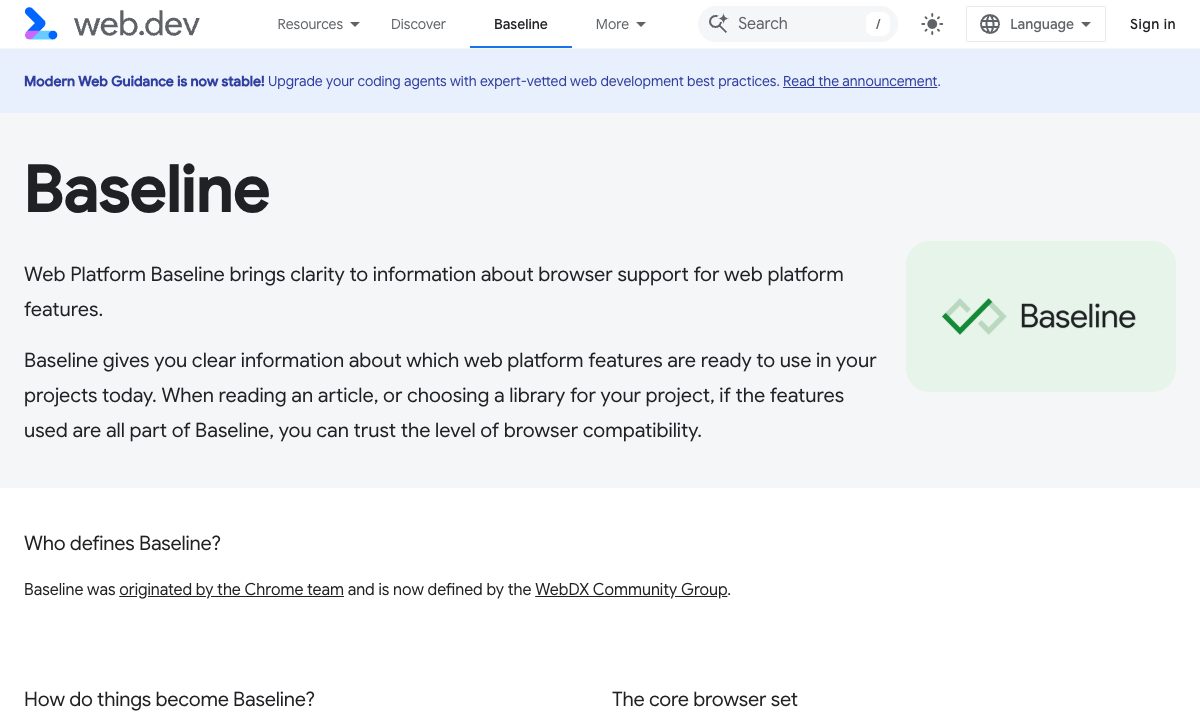 web.dev
Resources
Discover
Baseline
More
Search
/
Language
Sign in
Modern Web Guidance is now stable! Upgrade your coding agents with expert-vetted web development best practices. Read the announcement.
Baseline
Web Platform Baseline brings clarity to information about browser support for web platform
features.
Baseline gives you clear information about which web platform features are ready to use in your
projects today. When reading an article, or choosing a library for your project, if the features
used are all part of Baseline, you can trust the level of browser compatibility.
Baseline
Who defines Baseline?
Baseline was originated by the Chrome team and is now defined by the WebDX Community Group.
How do things become Baseline?
The core browser set